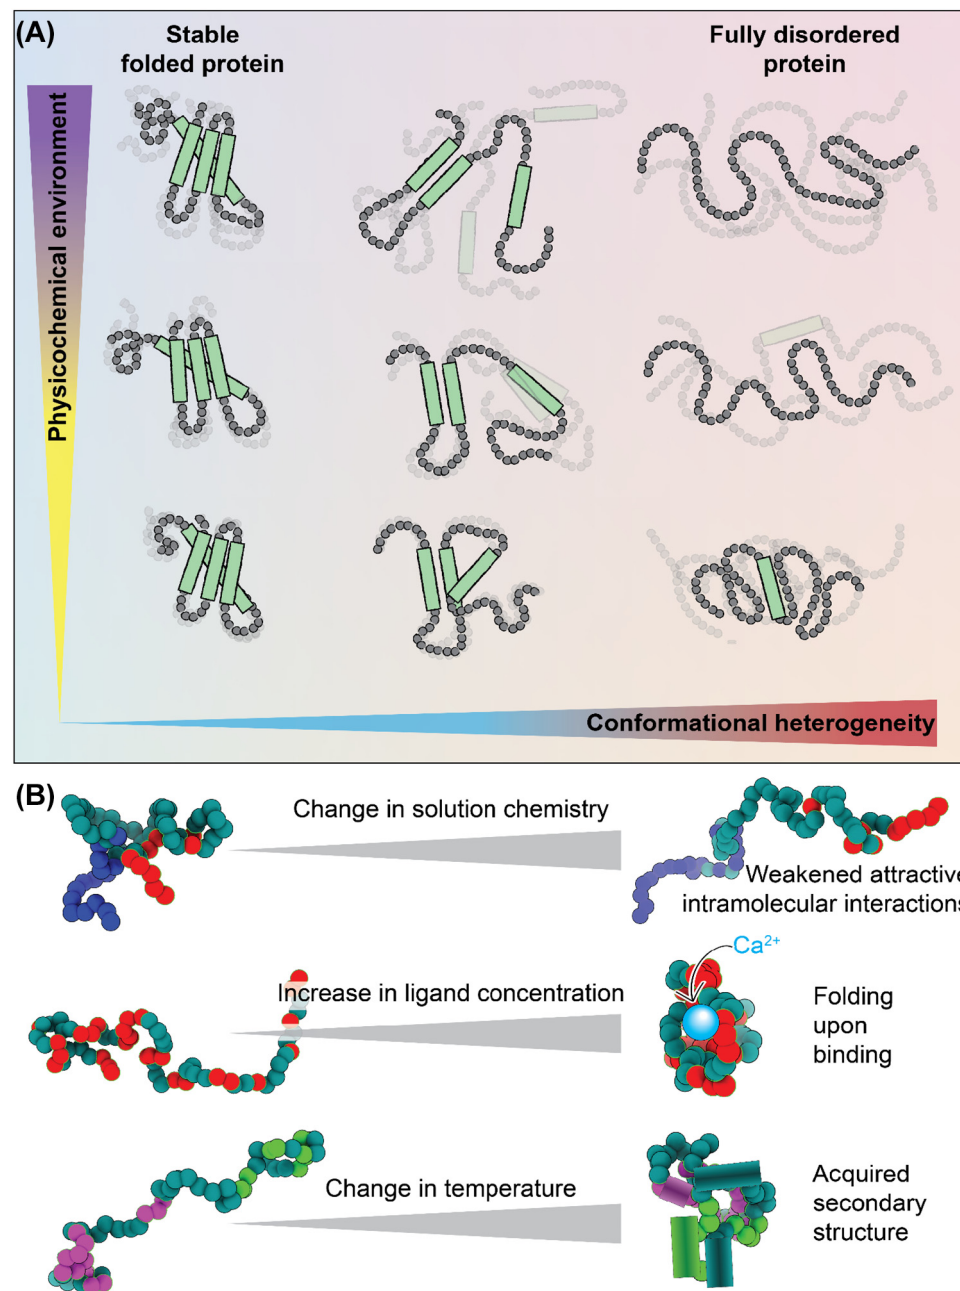 (A)
Stable
folded protein
Fully disordered
protein
Physicochemical environment
Conformational heterogeneity
(B)
Change in solution chemistry
Weakened attractive
intramolecular interactions
Ca²⁺
Increase in ligand concentration
Folding
upon
binding
Change in temperature
Acquired
secondary
structure